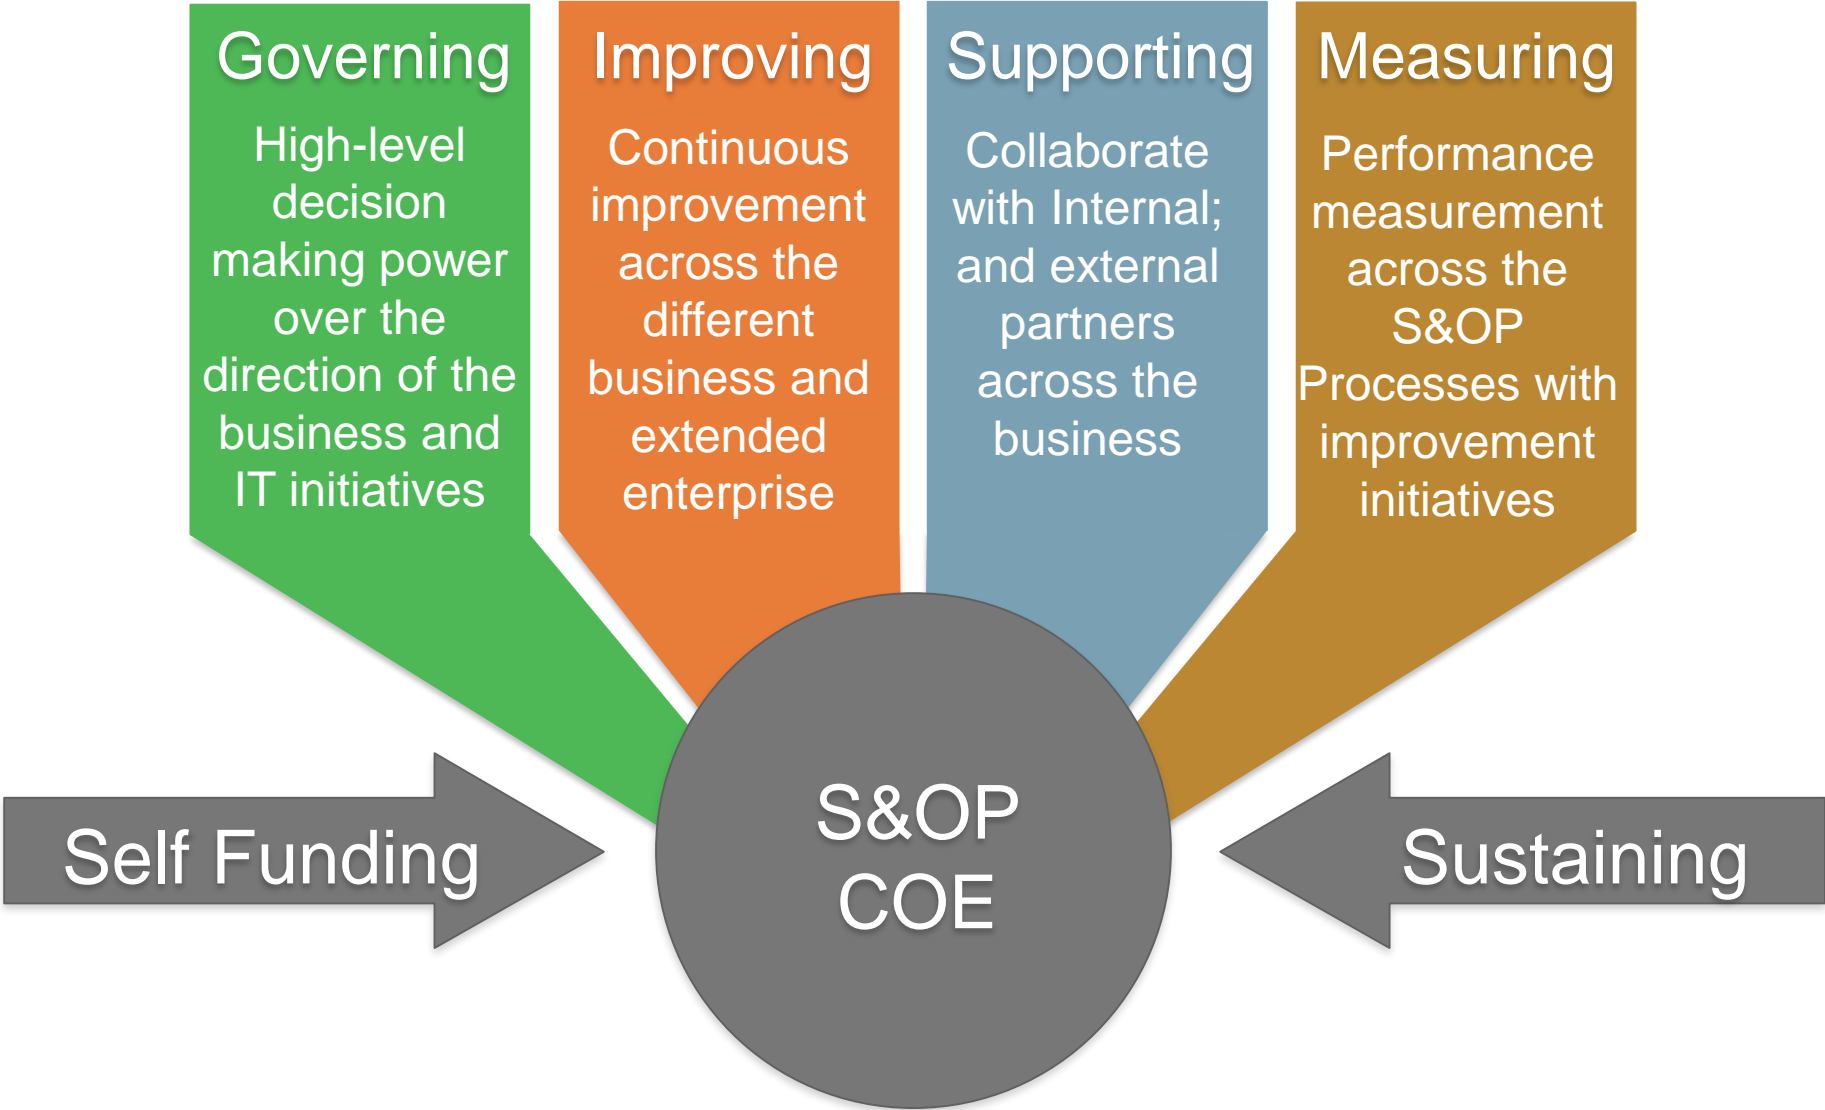 Governing
High-level
decision
making power
over the
direction of the
business and
IT initiatives
Improving
Continuous
improvement
across the
different
business and
extended
enterprise
Supporting
Collaborate
with Internal;
and external
partners
across the
business
Measuring
Performance
measurement
across the
S&OP
Processes with
improvement
initiatives
Self Funding
S&OP
COE
Sustaining